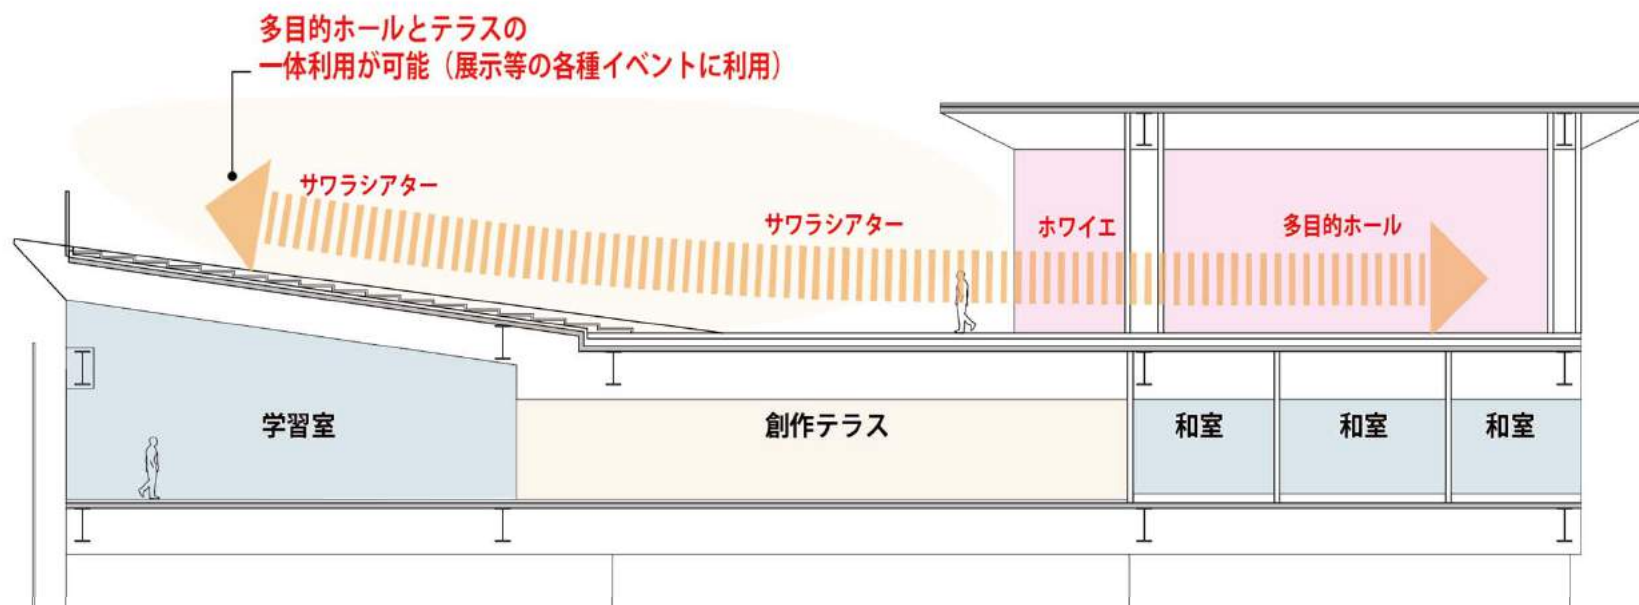 多目的ホールとテラスの
一体利用が可能（展示等の各種イベントに利用）
サワラシアター
サワラシアター
ホワイエ
多目的ホール
学習室
創作テラス
和室
和室
和室